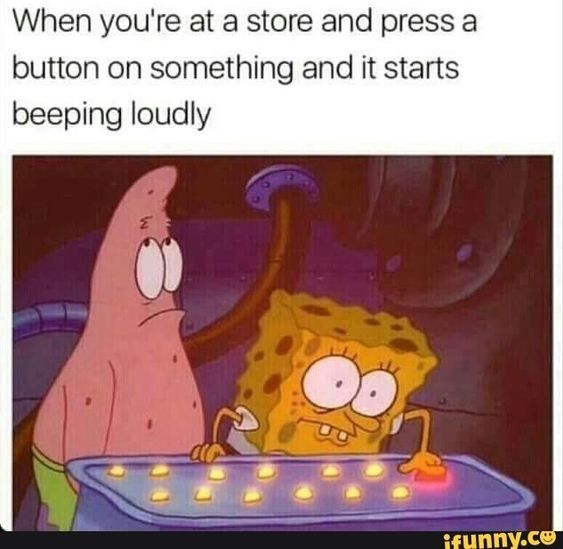 When you're at a store and press a
button on something and it starts
beeping loudly
ifunny.co